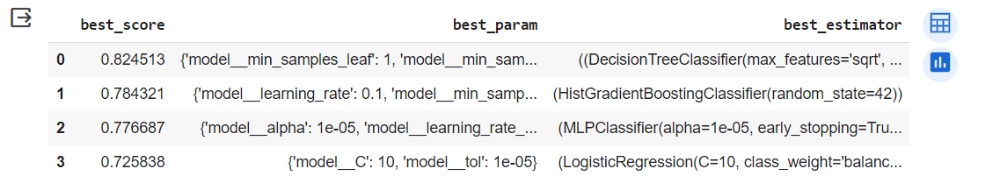 best_score best_param best_estimator
0 0.824513 {'model__min_samples_leaf': 1, 'model__min_sam... ((DecisionTreeClassifier(max_features='sqrt', ...
1 0.784321 {'model__learning_rate': 0.1, 'model__min_samp... (HistGradientBoostingClassifier(random_state=42))
2 0.776687 {'model__alpha': 1e-05, 'model__learning_rate_... (MLPClassifier(alpha=1e-05, early_stopping=Tru...
3 0.725838 {'model__C': 10, 'model__tol': 1e-05} (LogisticRegression(C=10, class_weight='balanc...